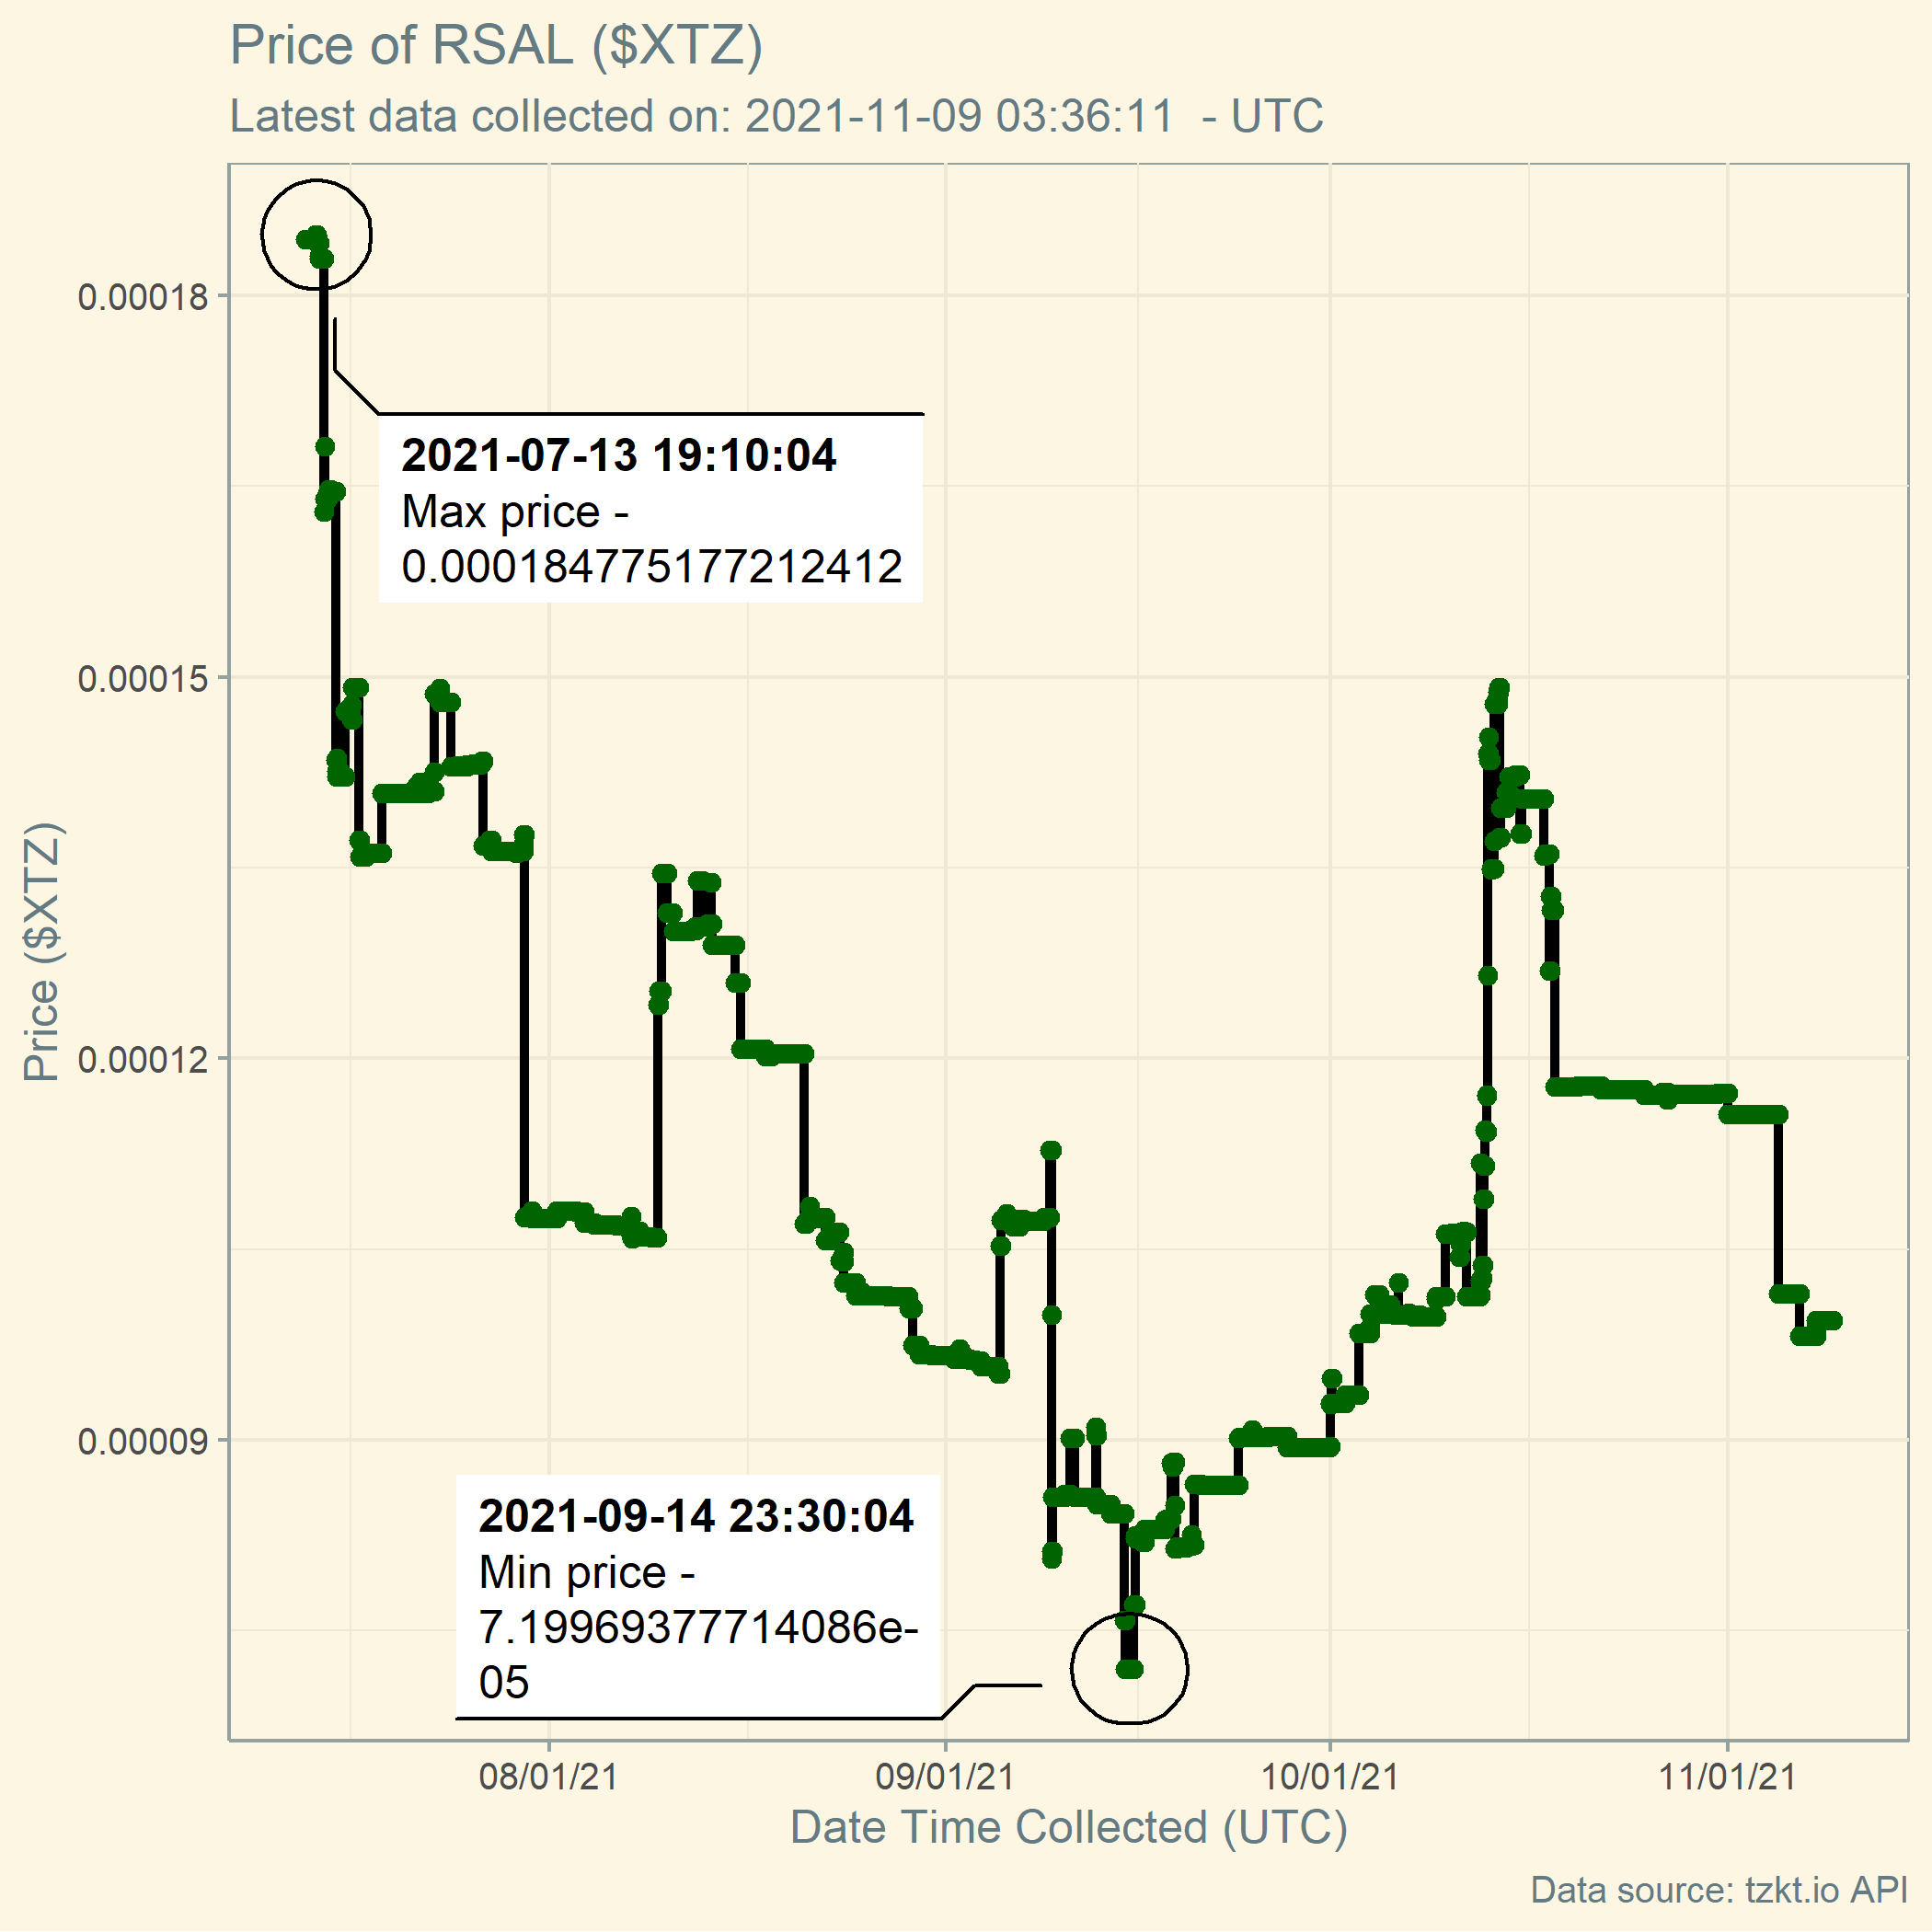 Price of RSAL ($XTZ)
Latest data collected on: 2021-11-09 03:36:11  - UTC
0.00018
2021-07-13 19:10:04
Max price -
0.000184775177212412
0.00015
Price ($XTZ)
0.00012
0.00009
2021-09-14 23:30:04
Min price -
7.19969377714086e-
05
08/01/21
09/01/21
10/01/21
11/01/21
Date Time Collected (UTC)
Data source: tzkt.io API